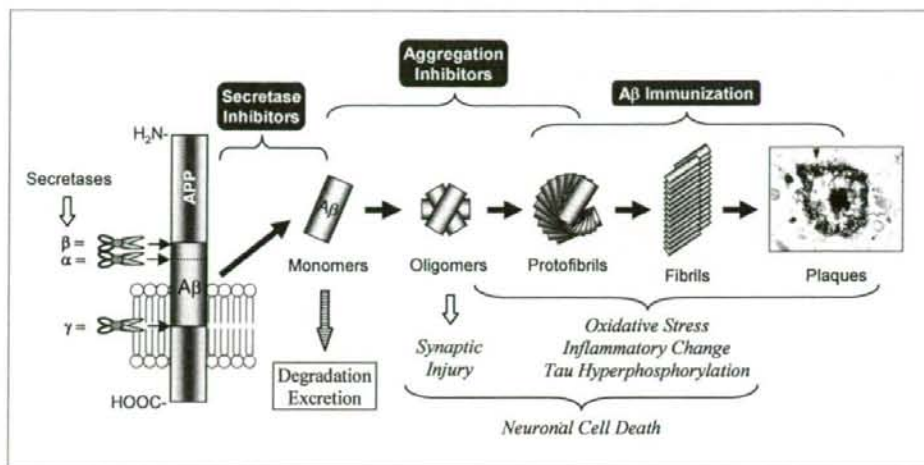 Aggregation
Inhibitors
Secretase
Inhibitors
Aβ Immunization
H₂N-
APP
Secretases
β =
α =
Aβ
γ =
HOOC-
Aβ
Monomers
Oligomers
Protofibrils
Fibrils
Plaques
Degradation
Excretion
Synaptic
Injury
Oxidative Stress
Inflammatory Change
Tau Hyperphosphorylation
Neuronal Cell Death